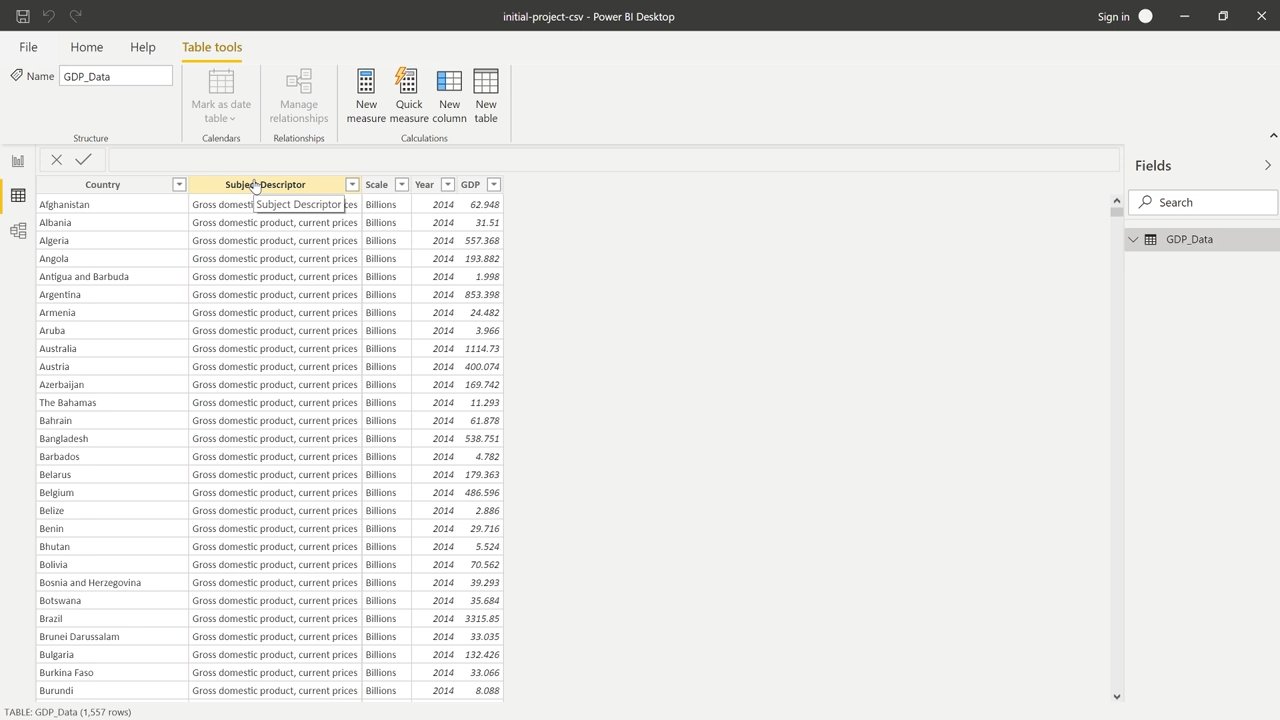 initial-project-csv - Power BI Desktop
Sign in
File Home Help Table tools
Name GDP_Data
Mark as date table
Manage relationships
New measure
Quick measure
New column
New table
Structure Calendars Relationships Calculations
Fields
Search
GDP_Data
Country Subject Descriptor Scale Year GDP
Subject Descriptor
Afghanistan Gross domesti ces Billions 2014 62.948
Albania Gross domestic product, current prices Billions 2014 31.51
Algeria Gross domestic product, current prices Billions 2014 557.368
Angola Gross domestic product, current prices Billions 2014 193.882
Antigua and Barbuda Gross domestic product, current prices Billions 2014 1.998
Argentina Gross domestic product, current prices Billions 2014 853.398
Armenia Gross domestic product, current prices Billions 2014 24.482
Aruba Gross domestic product, current prices Billions 2014 3.966
Australia Gross domestic product, current prices Billions 2014 1114.73
Austria Gross domestic product, current prices Billions 2014 400.074
Azerbaijan Gross domestic product, current prices Billions 2014 169.742
The Bahamas Gross domestic product, current prices Billions 2014 11.293
Bahrain Gross domestic product, current prices Billions 2014 61.878
Bangladesh Gross domestic product, current prices Billions 2014 538.751
Barbados Gross domestic product, current prices Billions 2014 4.782
Belarus Gross domestic product, current prices Billions 2014 179.363
Belgium Gross domestic product, current prices Billions 2014 486.596
Belize Gross domestic product, current prices Billions 2014 2.886
Benin Gross domestic product, current prices Billions 2014 29.716
Bhutan Gross domestic product, current prices Billions 2014 5.524
Bolivia Gross domestic product, current prices Billions 2014 70.562
Bosnia and Herzegovina Gross domestic product, current prices Billions 2014 39.293
Botswana Gross domestic product, current prices Billions 2014 35.684
Brazil Gross domestic product, current prices Billions 2014 3315.85
Brunei Darussalam Gross domestic product, current prices Billions 2014 33.035
Bulgaria Gross domestic product, current prices Billions 2014 132.426
Burkina Faso Gross domestic product, current prices Billions 2014 33.066
Burundi Gross domestic product, current prices Billions 2014 8.088
TABLE: GDP_Data (1,557 rows)